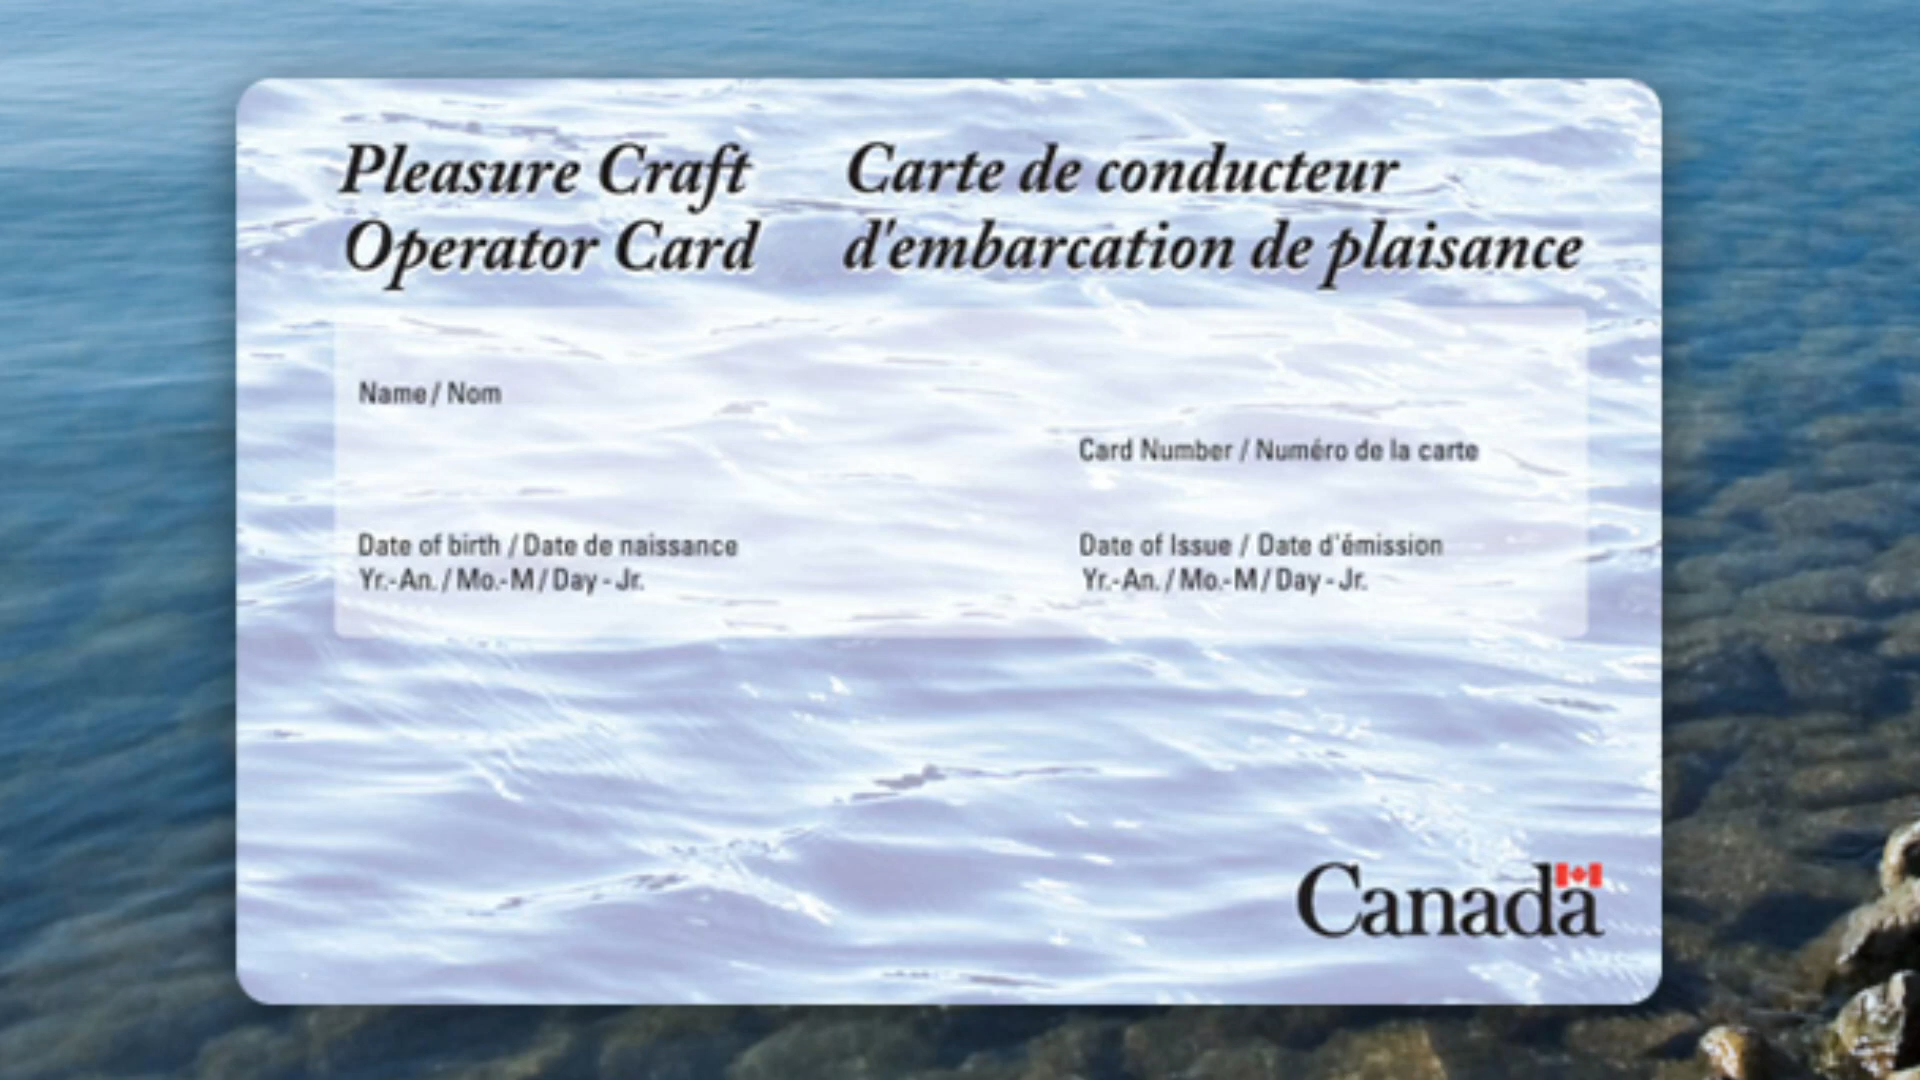 Pleasure Craft
Operator Card
Carte de conducteur
d'embarcation de plaisance
Name / Nom
Card Number / Numéro de la carte
Date of birth / Date de naissance
Yr.-An. / Mo.-M / Day - Jr.
Date of Issue / Date d'émission
Yr.-An. / Mo.-M / Day - Jr.
Canada